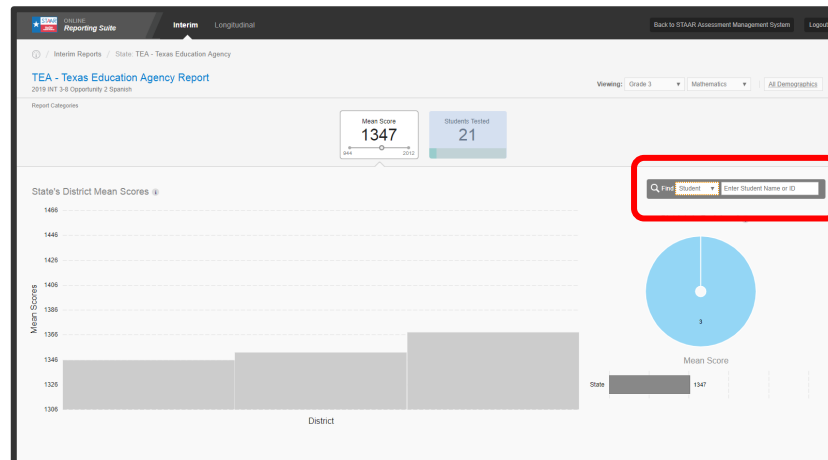 STAAR
ONLINE
Reporting Suite
Interim
Longitudinal
Back to STAAR Assessment Management System
Logout
/ Interim Reports / State: TEA - Texas Education Agency
TEA - Texas Education Agency Report
2019 INT 3-8 Opportunity 2 Spanish
Viewing: Grade 3 Mathematics All Demographics
Report Categories
Mean Score
1347
944 2012
Students Tested
21
Find Student Enter Student Name or ID
State's District Mean Scores
1466
1446
1426
1406
1386
1366
1346
1326
1306
Mean Scores
District
3
Mean Score
State 1347